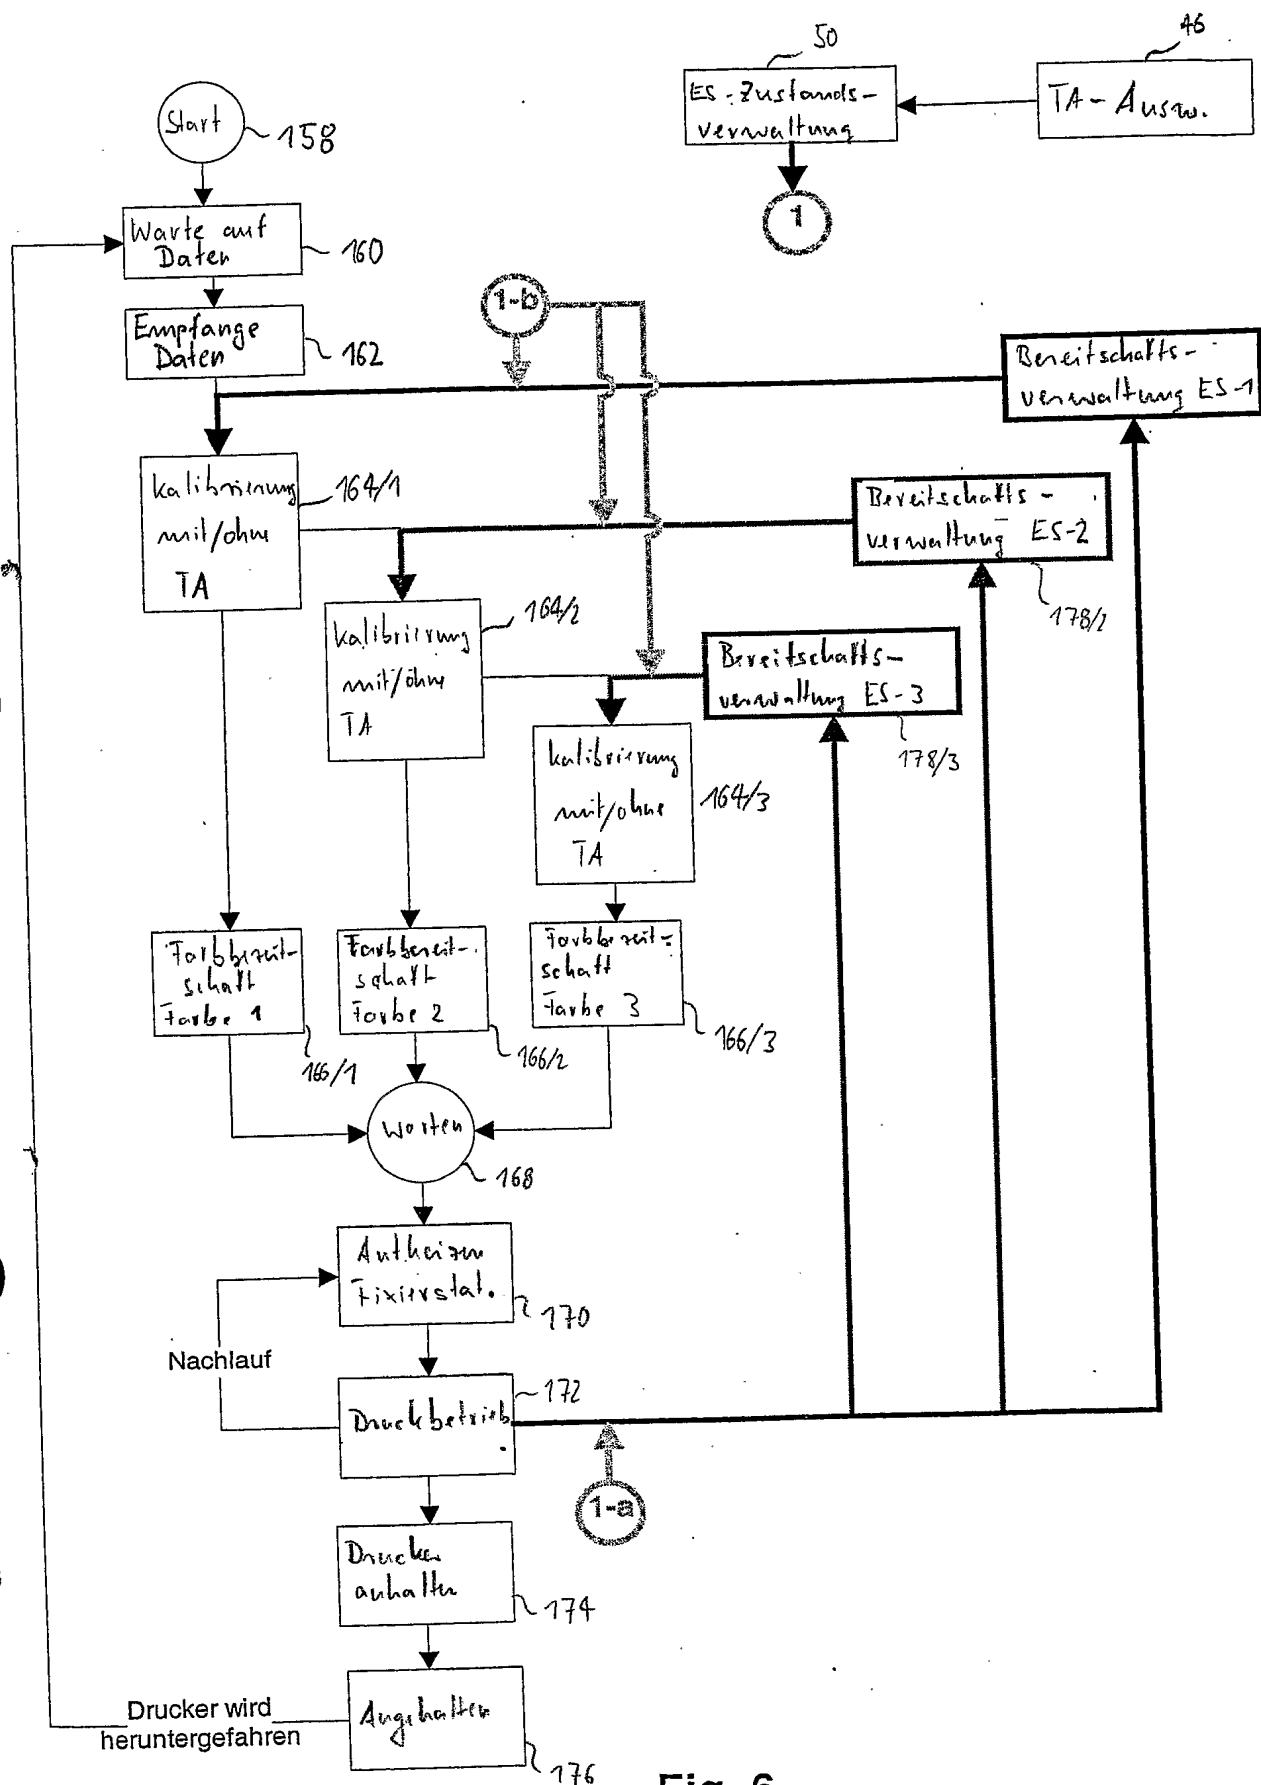 50
46
ES-Zustands-
verwaltung
TA-Ausw.
1
Start
158
Warte auf
Daten
160
Empfange
Daten
162
1-b
Bereitschafts-
verwaltung ES-1
Kalibrierung
mit/ohne
TA
164/1
Bereitschafts-
verwaltung ES-2
178/2
Kalibrierung
mit/ohne
TA
164/2
Bereitschafts-
verwaltung ES-3
178/3
Kalibrierung
mit/ohne
TA
164/3
Farbbereit-
schaft
Farbe 1
166/1
Farbbereit-
schaft
Farbe 2
166/2
Farbbereit-
schaft
Farbe 3
166/3
Warten
168
Aufheizen
Fixierstat.
170
Nachlauf
Druckbetrieb
172
1-a
Drucker
anhalten
174
Angehalten
176
Drucker wird
heruntergefahren
Fig. 6